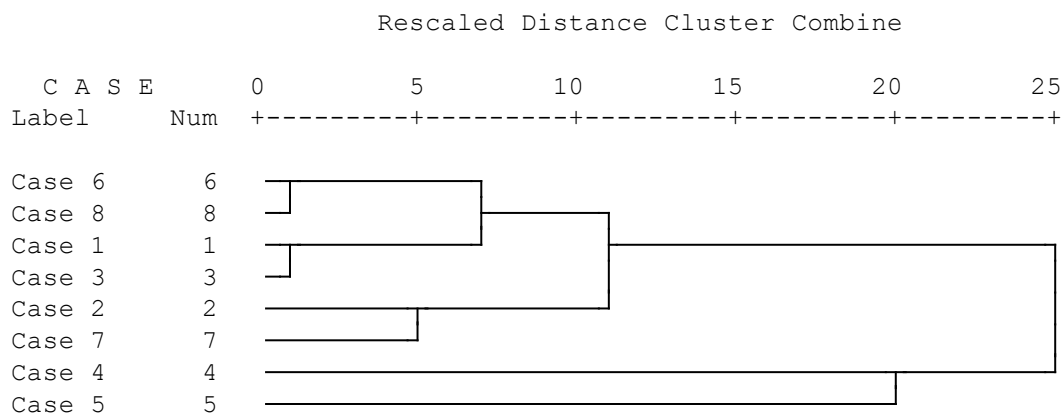 Rescaled Distance Cluster Combine
C A S E 0 5 10 15 20 25
Label Num +---------+---------+---------+---------+---------+
Case 6 6
Case 8 8
Case 1 1
Case 3 3
Case 2 2
Case 7 7
Case 4 4
Case 5 5